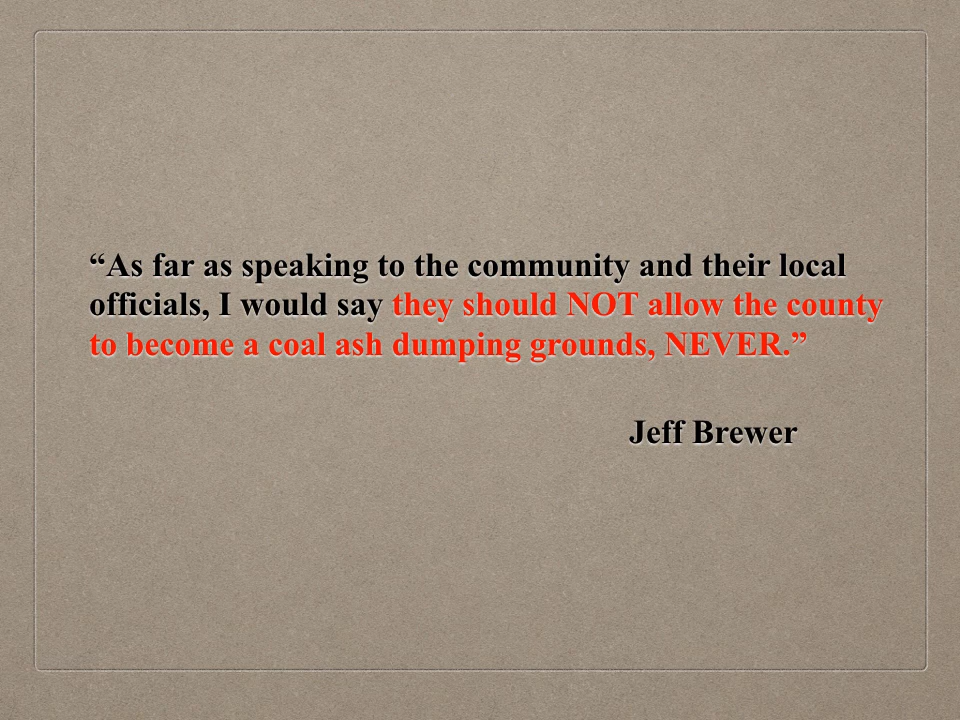 “As far as speaking to the community and their local
officials, I would say they should NOT allow the county
to become a coal ash dumping grounds, NEVER.”
Jeff Brewer